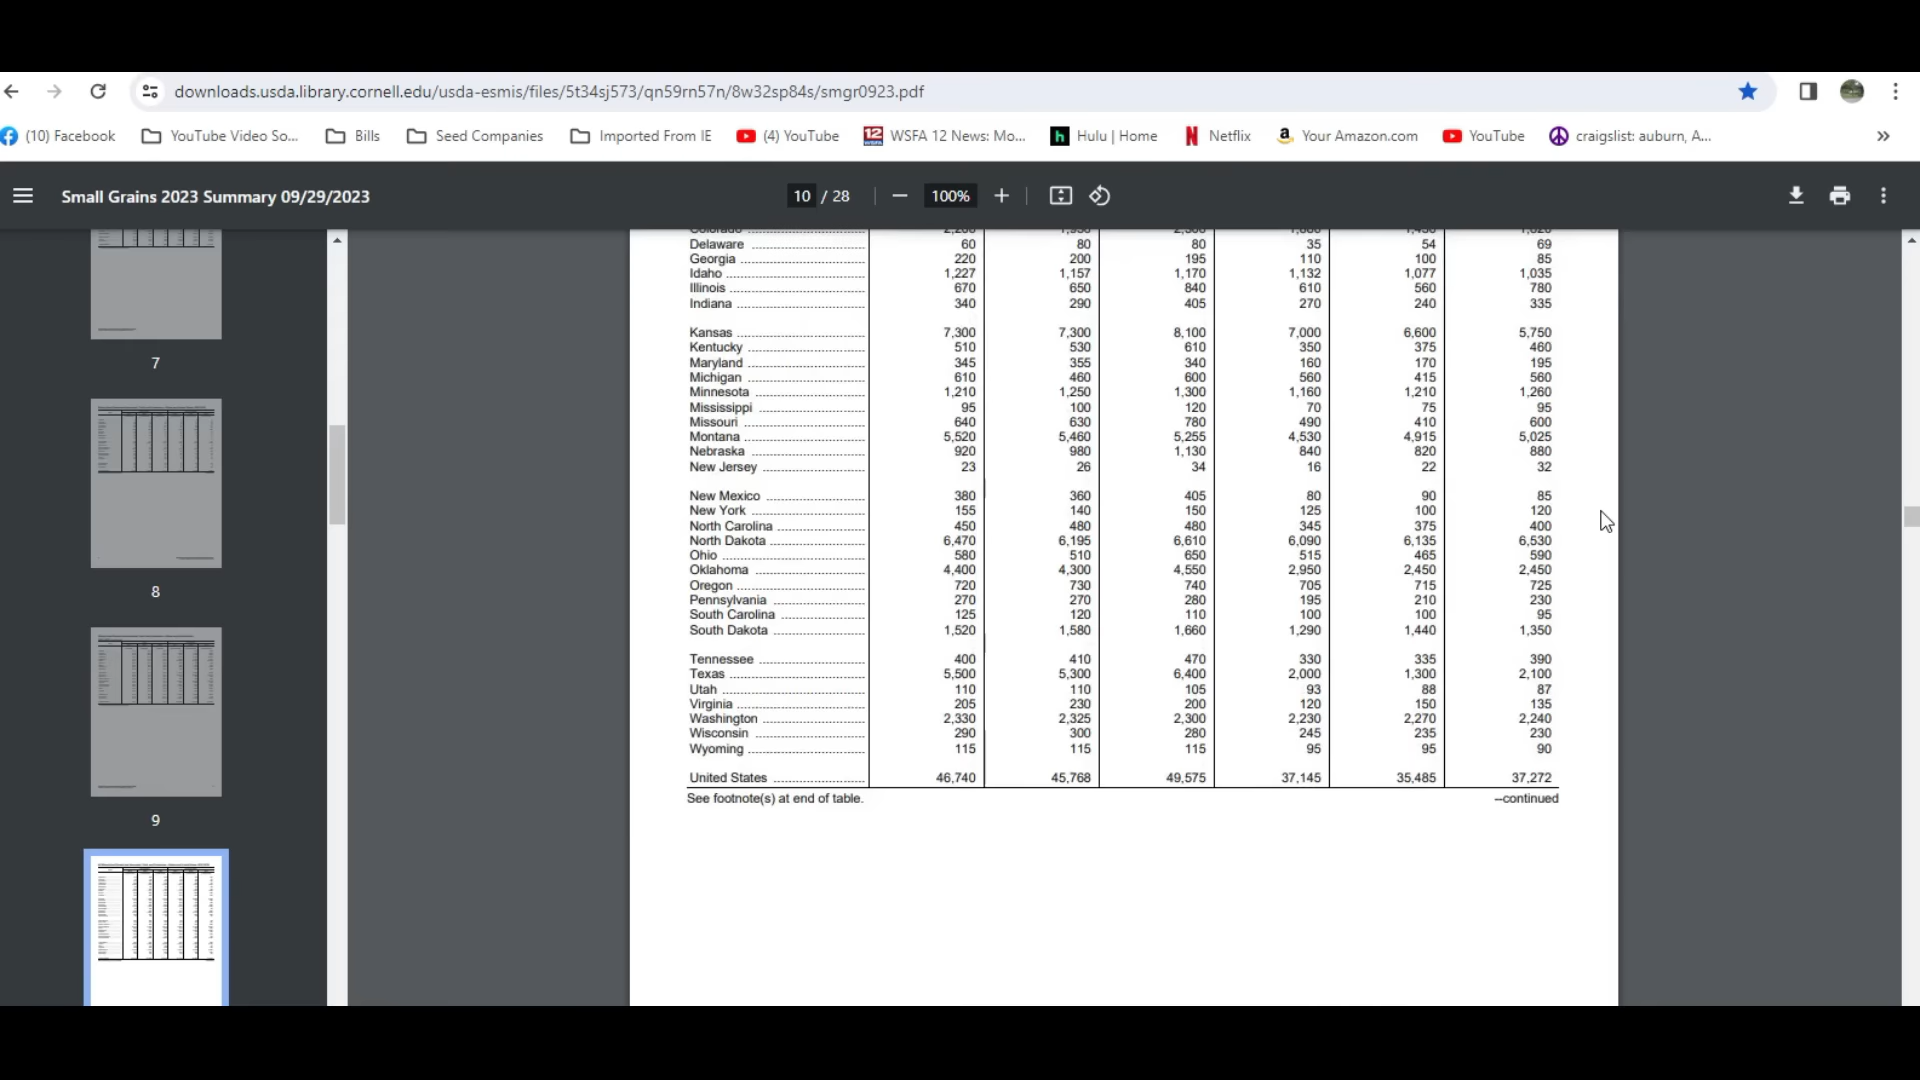 downloads.usda.library.cornell.edu/usda-esmis/files/5t34sj573/qn59rn57n/8w32sp84s/smgr0923.pdf
(10) Facebook YouTube Video So... Bills Seed Companies Imported From IE (4) YouTube WSFA 12 News: Mo... Hulu | Home Netflix Your Amazon.com YouTube craigslist: auburn, A... »
Small Grains 2023 Summary 09/29/2023 10 / 28 100%
7
8
9
Delaware 60 80 80 35 54 69
Georgia 220 200 195 110 100 85
Idaho 1,227 1,157 1,170 1,132 1,077 1,035
Illinois 670 650 840 610 560 780
Indiana 340 290 405 270 240 335
Kansas 7,300 7,300 8,100 7,000 6,600 5,750
Kentucky 510 530 610 350 375 460
Maryland 345 355 340 160 170 195
Michigan 610 460 600 560 415 560
Minnesota 1,210 1,250 1,300 1,160 1,210 1,260
Mississippi 95 100 120 70 75 95
Missouri 640 630 780 490 410 600
Montana 5,520 5,460 5,255 4,530 4,915 5,025
Nebraska 920 980 1,130 840 820 880
New Jersey 23 26 34 16 22 32
New Mexico 380 360 405 80 90 85
New York 155 140 150 125 100 120
North Carolina 450 480 480 345 375 400
North Dakota 6,470 6,195 6,610 6,090 6,135 6,530
Ohio 580 510 650 515 465 590
Oklahoma 4,400 4,300 4,550 2,950 2,450 2,450
Oregon 720 730 740 705 715 725
Pennsylvania 270 270 280 195 210 230
South Carolina 125 120 110 100 100 95
South Dakota 1,520 1,580 1,660 1,290 1,440 1,350
Tennessee 400 410 470 330 335 390
Texas 5,500 5,300 6,400 2,000 1,300 2,100
Utah 110 110 105 93 88 87
Virginia 205 230 200 120 150 135
Washington 2,330 2,325 2,300 2,230 2,270 2,240
Wisconsin 290 300 280 245 235 230
Wyoming 115 115 115 95 95 90
United States 46,740 45,768 49,575 37,145 35,485 37,272
See footnote(s) at end of table. --continued